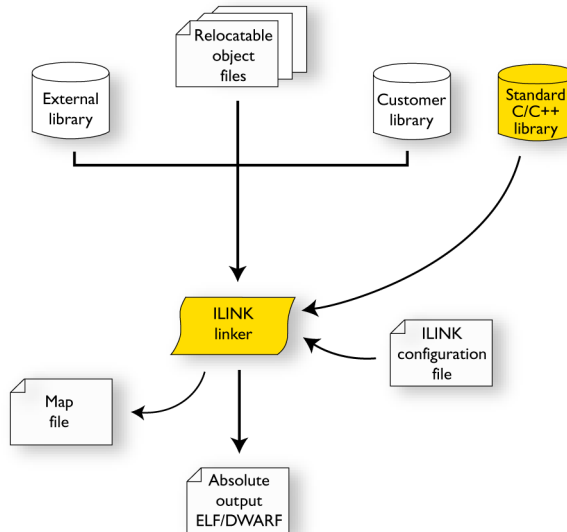 Relocatable
object
files
External
library
Customer
library
Standard
C/C++
library
ILINK
linker
ILINK
configuration
file
Map
file
Absolute
output
ELF/DWARF